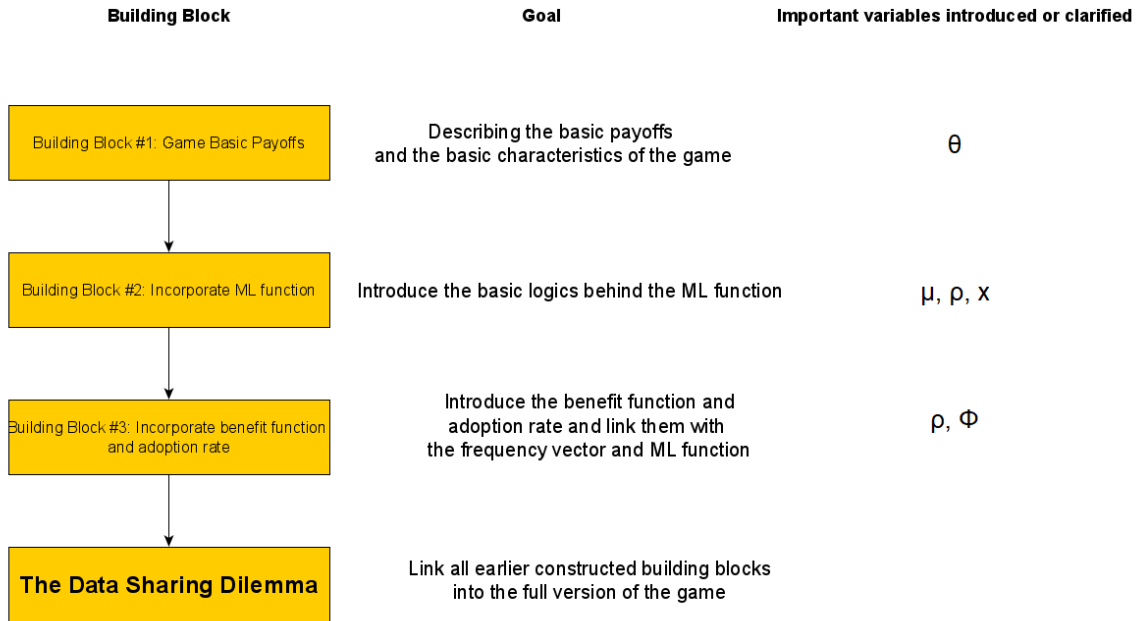 Building Block
Goal
Important variables introduced or clarified
Building Block #1: Game Basic Payoffs
Describing the basic payoffs
and the basic characteristics of the game
θ
Building Block #2: Incorporate ML function
Introduce the basic logics behind the ML function
μ, ρ, x
Building Block #3: Incorporate benefit function
and adoption rate
Introduce the benefit function and
adoption rate and link them with
the frequency vector and ML function
ρ, Φ
The Data Sharing Dilemma
Link all earlier constructed building blocks
into the full version of the game